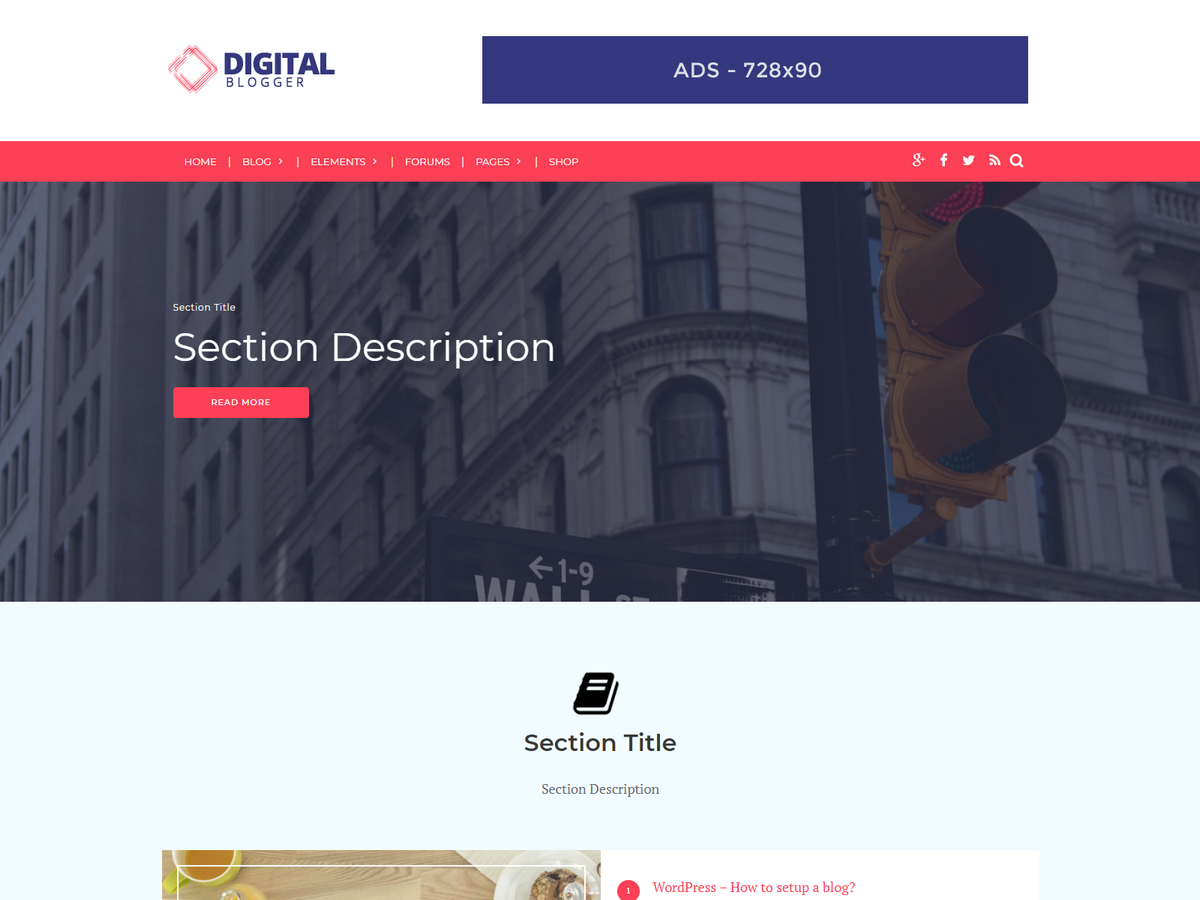 DIGITAL
BLOGGER
ADS - 728x90
HOME | BLOG | ELEMENTS | FORUMS | PAGES | SHOP
Section Title
Section Description
READ MORE
←1-9
WALL ST
Section Title
Section Description
1 WordPress – How to setup a blog?